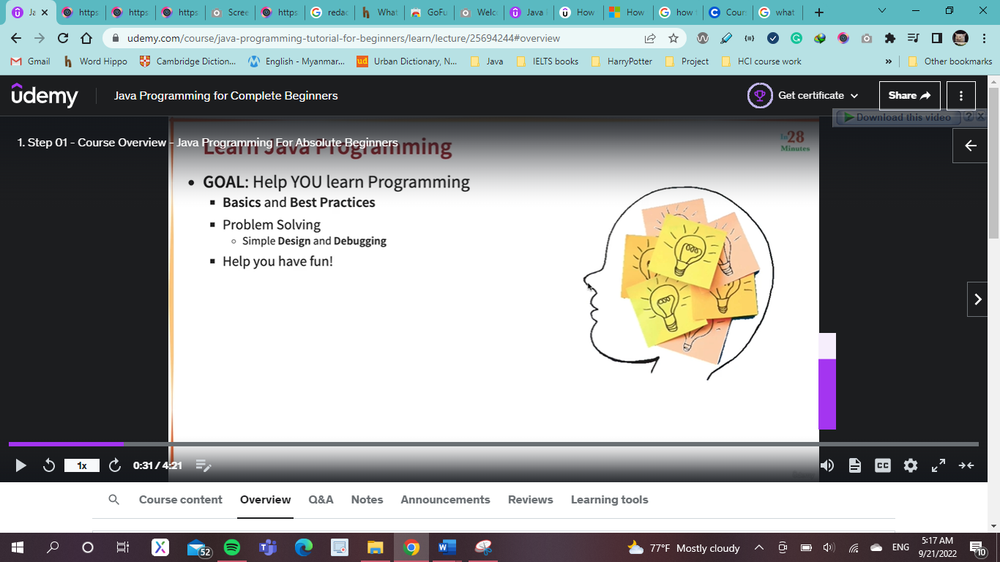 Ja
https
https
https
Scree
https
redac
What
GoFu
Welc
Java
How
How
how
Cour
what
udemy.com/course/java-programming-tutorial-for-beginners/learn/lecture/25694244#overview
Gmail
Word Hippo
Cambridge Diction...
English - Myanmar...
Urban Dictionary, N...
Java
IELTS books
HarryPotter
Project
HCI course work
»
Other bookmarks
udemy
Java Programming for Complete Beginners
Get certificate
Share
Download this video
1. Step 01 - Course Overview - Java Programming For Absolute Beginners
Learn Java Programming
In28
Minutes
• GOAL: Help YOU learn Programming
▪ Basics and Best Practices
▪ Problem Solving
◦ Simple Design and Debugging
▪ Help you have fun!
1x
0:31 / 4:21
CC
Course content
Overview
Q&A
Notes
Announcements
Reviews
Learning tools
52
77°F Mostly cloudy
ENG
5:17 AM
9/21/2022
10